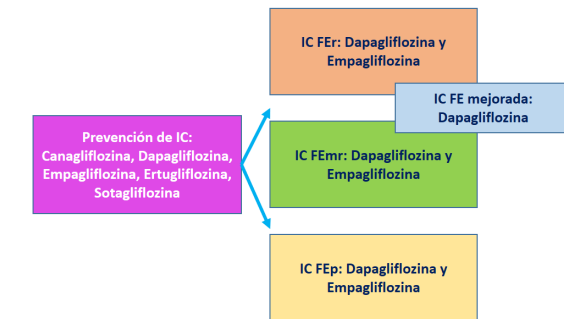 IC FEr: Dapagliflozina y
Empagliflozina
IC FE mejorada:
Dapagliflozina
Prevención de IC:
Canagliflozina, Dapagliflozina,
Empagliflozina, Ertugliflozina,
Sotagliflozina
IC FEmr: Dapagliflozina y
Empagliflozina
IC FEp: Dapagliflozina y
Empagliflozina